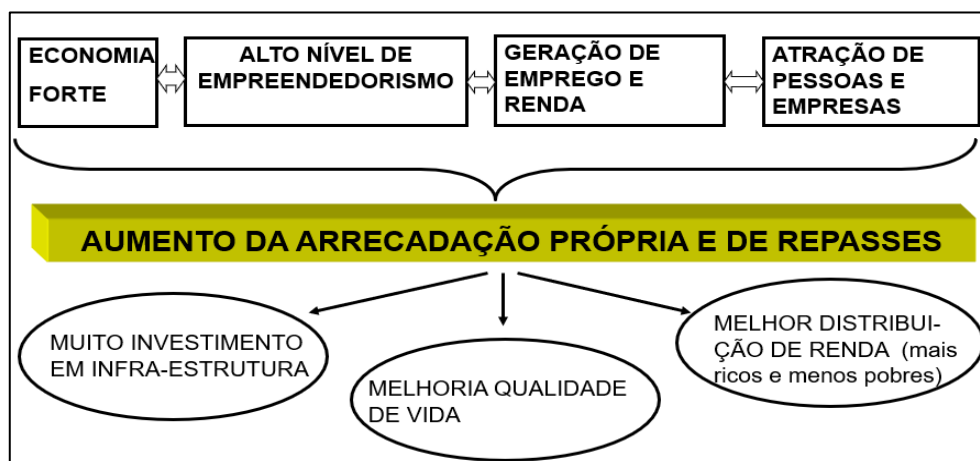 ECONOMIA
FORTE
ALTO NÍVEL DE
EMPREENDEDORISMO
GERAÇÃO DE
EMPREGO E
RENDA
ATRAÇÃO DE
PESSOAS E
EMPRESAS
AUMENTO DA ARRECADAÇÃO PRÓPRIA E DE REPASSES
MUITO INVESTIMENTO
EM INFRA-ESTRUTURA
MELHORIA QUALIDADE
DE VIDA
MELHOR DISTRIBUI-
ÇÃO DE RENDA (mais
ricos e menos pobres)